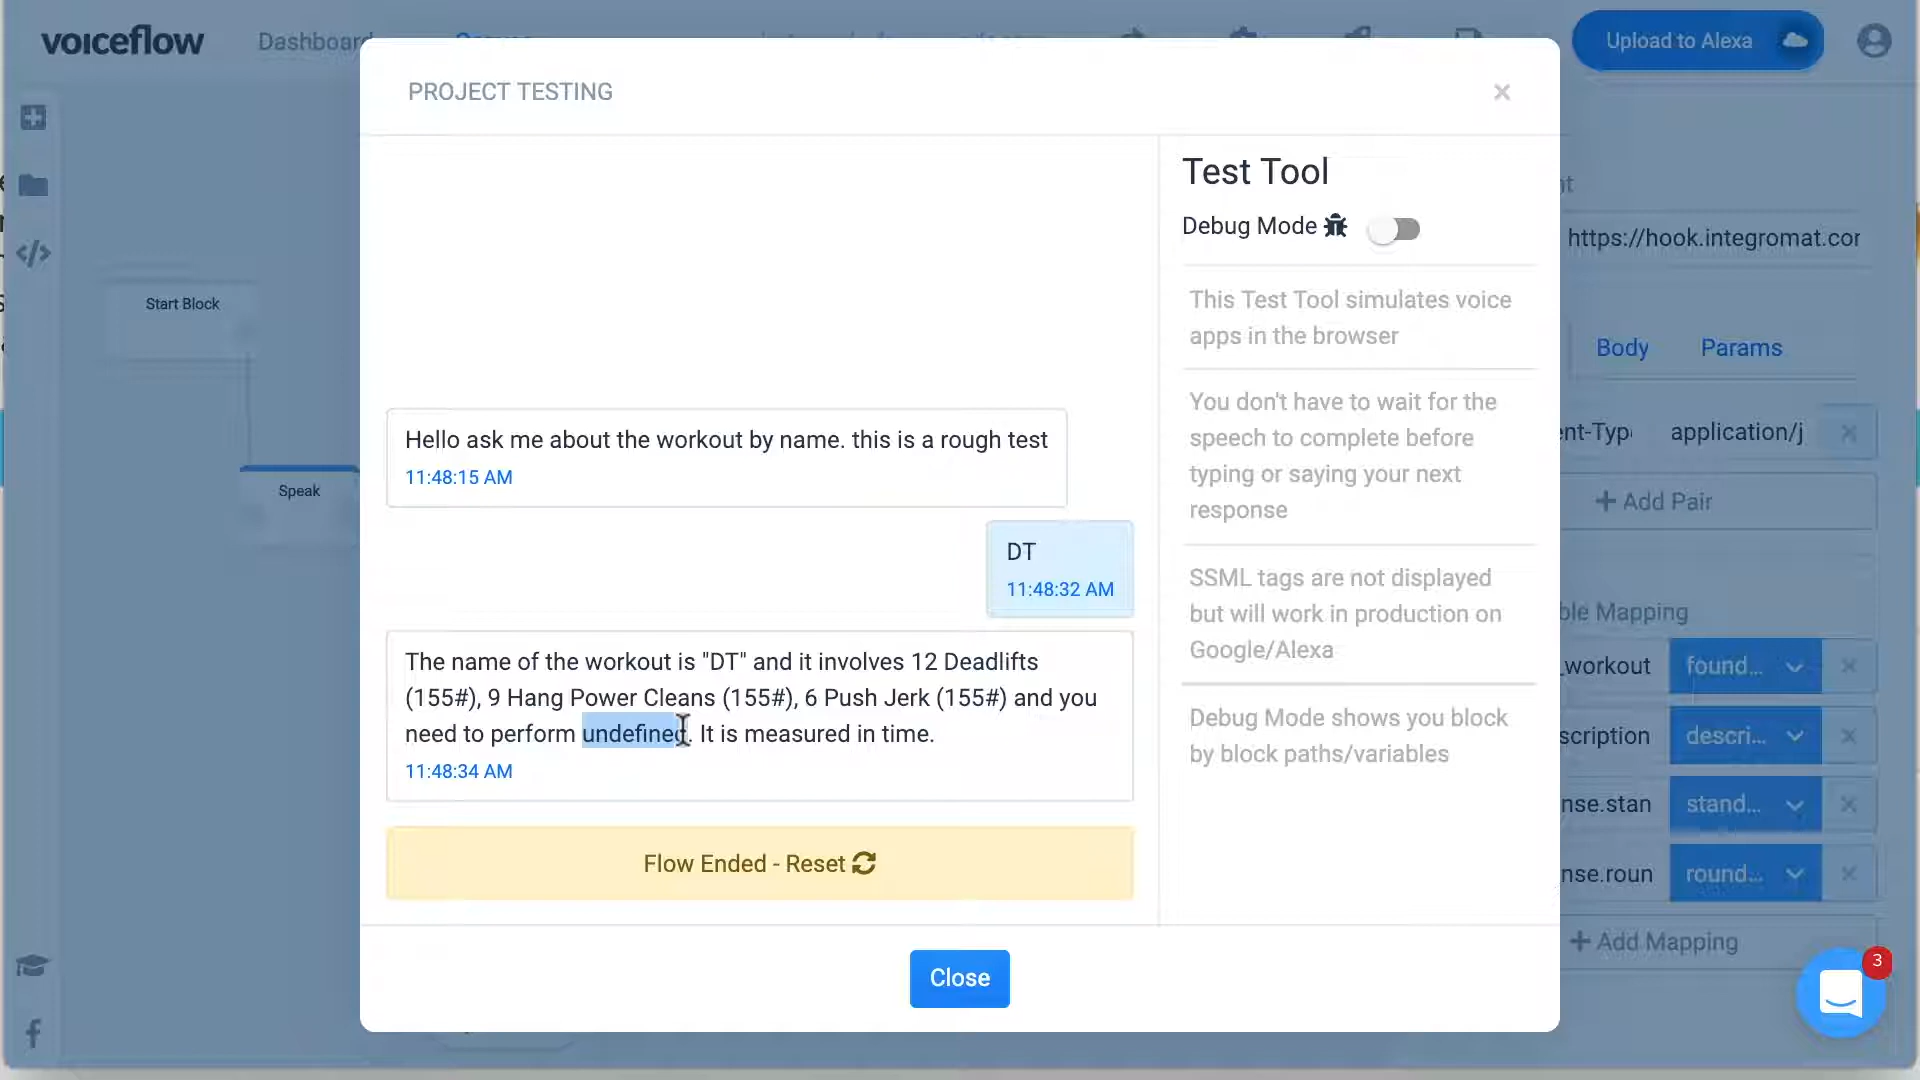 voiceflow
Dashboard
Upload to Alexa
PROJECT TESTING
×
Start Block
Speak
Hello ask me about the workout by name. this is a rough test
11:48:15 AM
DT
11:48:32 AM
The name of the workout is "DT" and it involves 12 Deadlifts
(155#), 9 Hang Power Cleans (155#), 6 Push Jerk (155#) and you
need to perform undefined. It is measured in time.
11:48:34 AM
Flow Ended - Reset
Close
Test Tool
Debug Mode
This Test Tool simulates voice
apps in the browser
You don't have to wait for the
speech to complete before
typing or saying your next
response
SSML tags are not displayed
but will work in production on
Google/Alexa
Debug Mode shows you block
by block paths/variables
https://hook.integromat.cor
Body Params
ent-Type application/j
+ Add Pair
ble Mapping
_workout found...
scription descri...
nse.stan stand...
nse.roun round...
+ Add Mapping
3